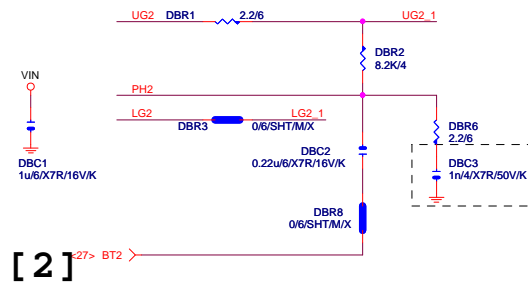 UG2 DBR1 2.2/6 UG2_1
DBR2
8.2K/4
VIN
PH2
LG2 LG2_1
DBR3 0/6/SHT/M/X
DBR6
2.2/6
DBC1
1u/6/X7R/16V/K
DBC2
0.22u/6/X7R/16V/K
DBC3
1n/4/X7R/50V/K
DBR8
0/6/SHT/M/X
[2]
<27> BT2